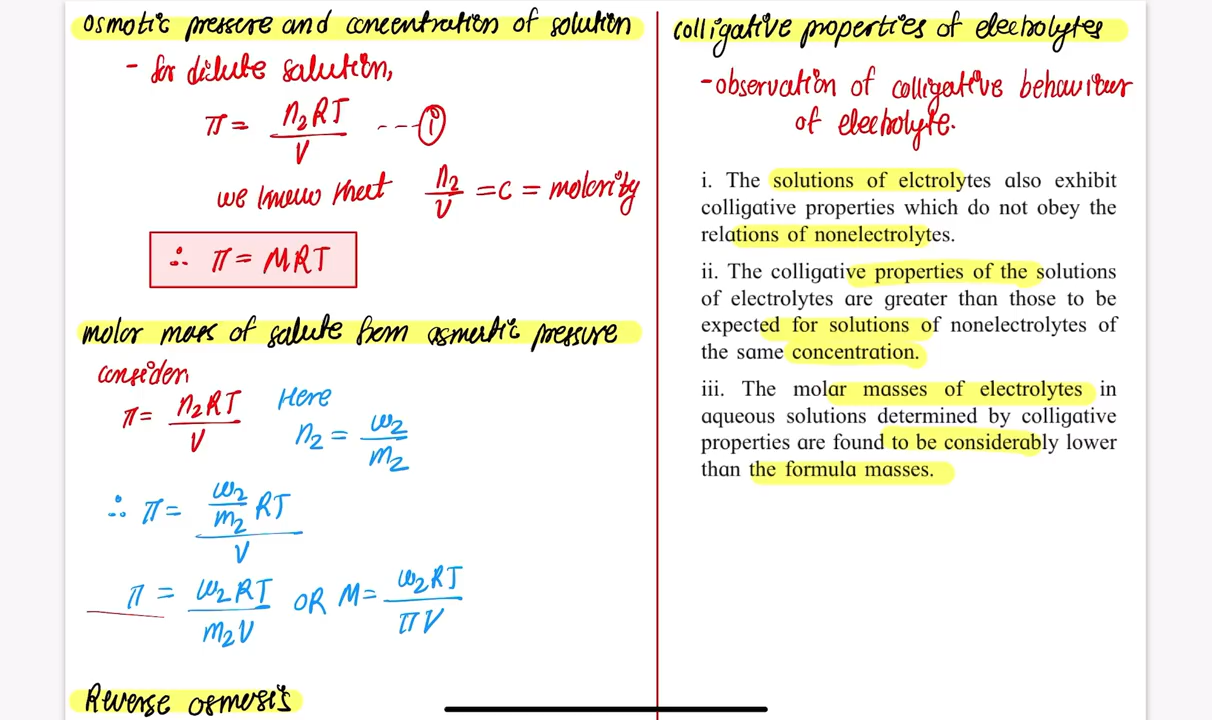 osmotic pressure and concentration of solution
- for dilute solution,
π = n₂RT / V ---- (i)
we know that n₂/V = C = molarity
∴ π = MRT
molar mass of solute from osmotic pressure
consider
π = n₂RT / V
Here
n₂ = ω₂ / m₂
∴ π = (ω₂/m₂) RT / V
π = ω₂RT / m₂V OR M = ω₂RT / πV
Reverse osmosis
colligative properties of electrolytes
- observation of colligative behaviour
of electrolyte.
i. The solutions of elctrolytes also exhibit
colligative properties which do not obey the
relations of nonelectrolytes.
ii. The colligative properties of the solutions
of electrolytes are greater than those to be
expected for solutions of nonelectrolytes of
the same concentration.
iii. The molar masses of electrolytes in
aqueous solutions determined by colligative
properties are found to be considerably lower
than the formula masses.